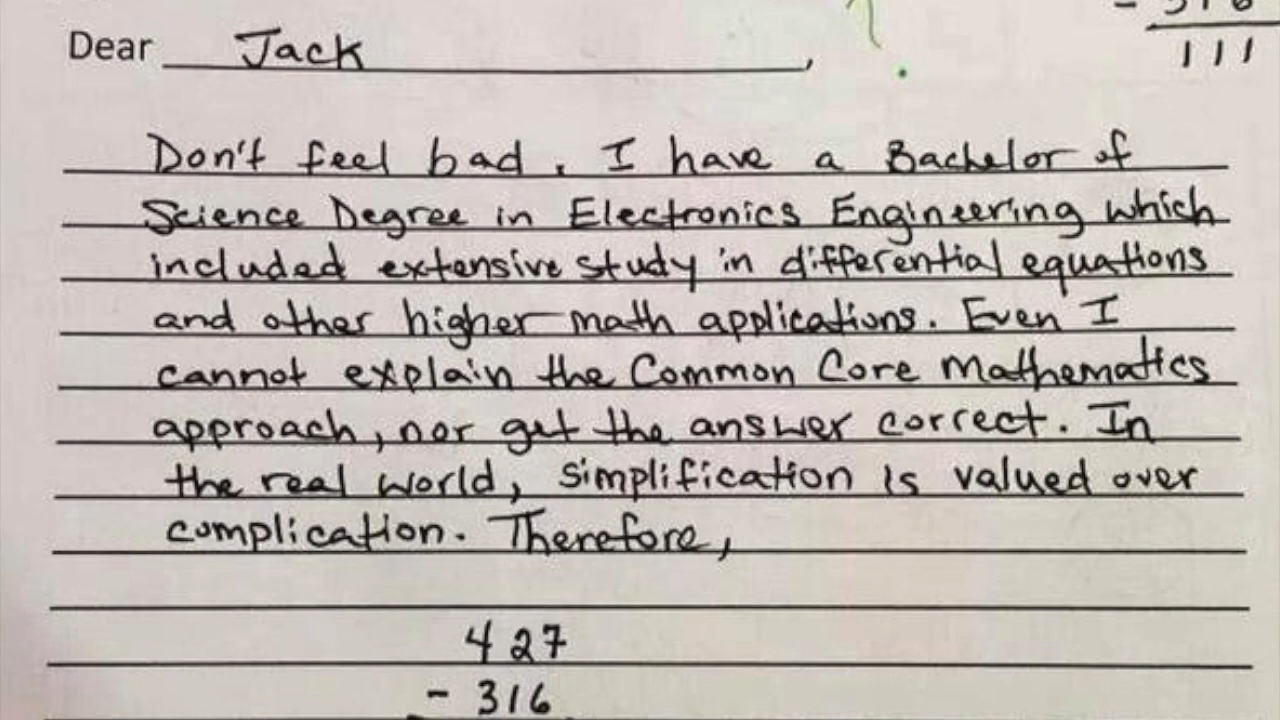 - 316
111
Dear Jack,
Don't feel bad. I have a Bachelor of
Science Degree in Electronics Engineering which
included extensive study in differential equations
and other higher math applications. Even I
cannot explain the Common Core Mathematics
approach, nor get the answer correct. In
the real world, simplification is valued over
complication. Therefore,
427
- 316